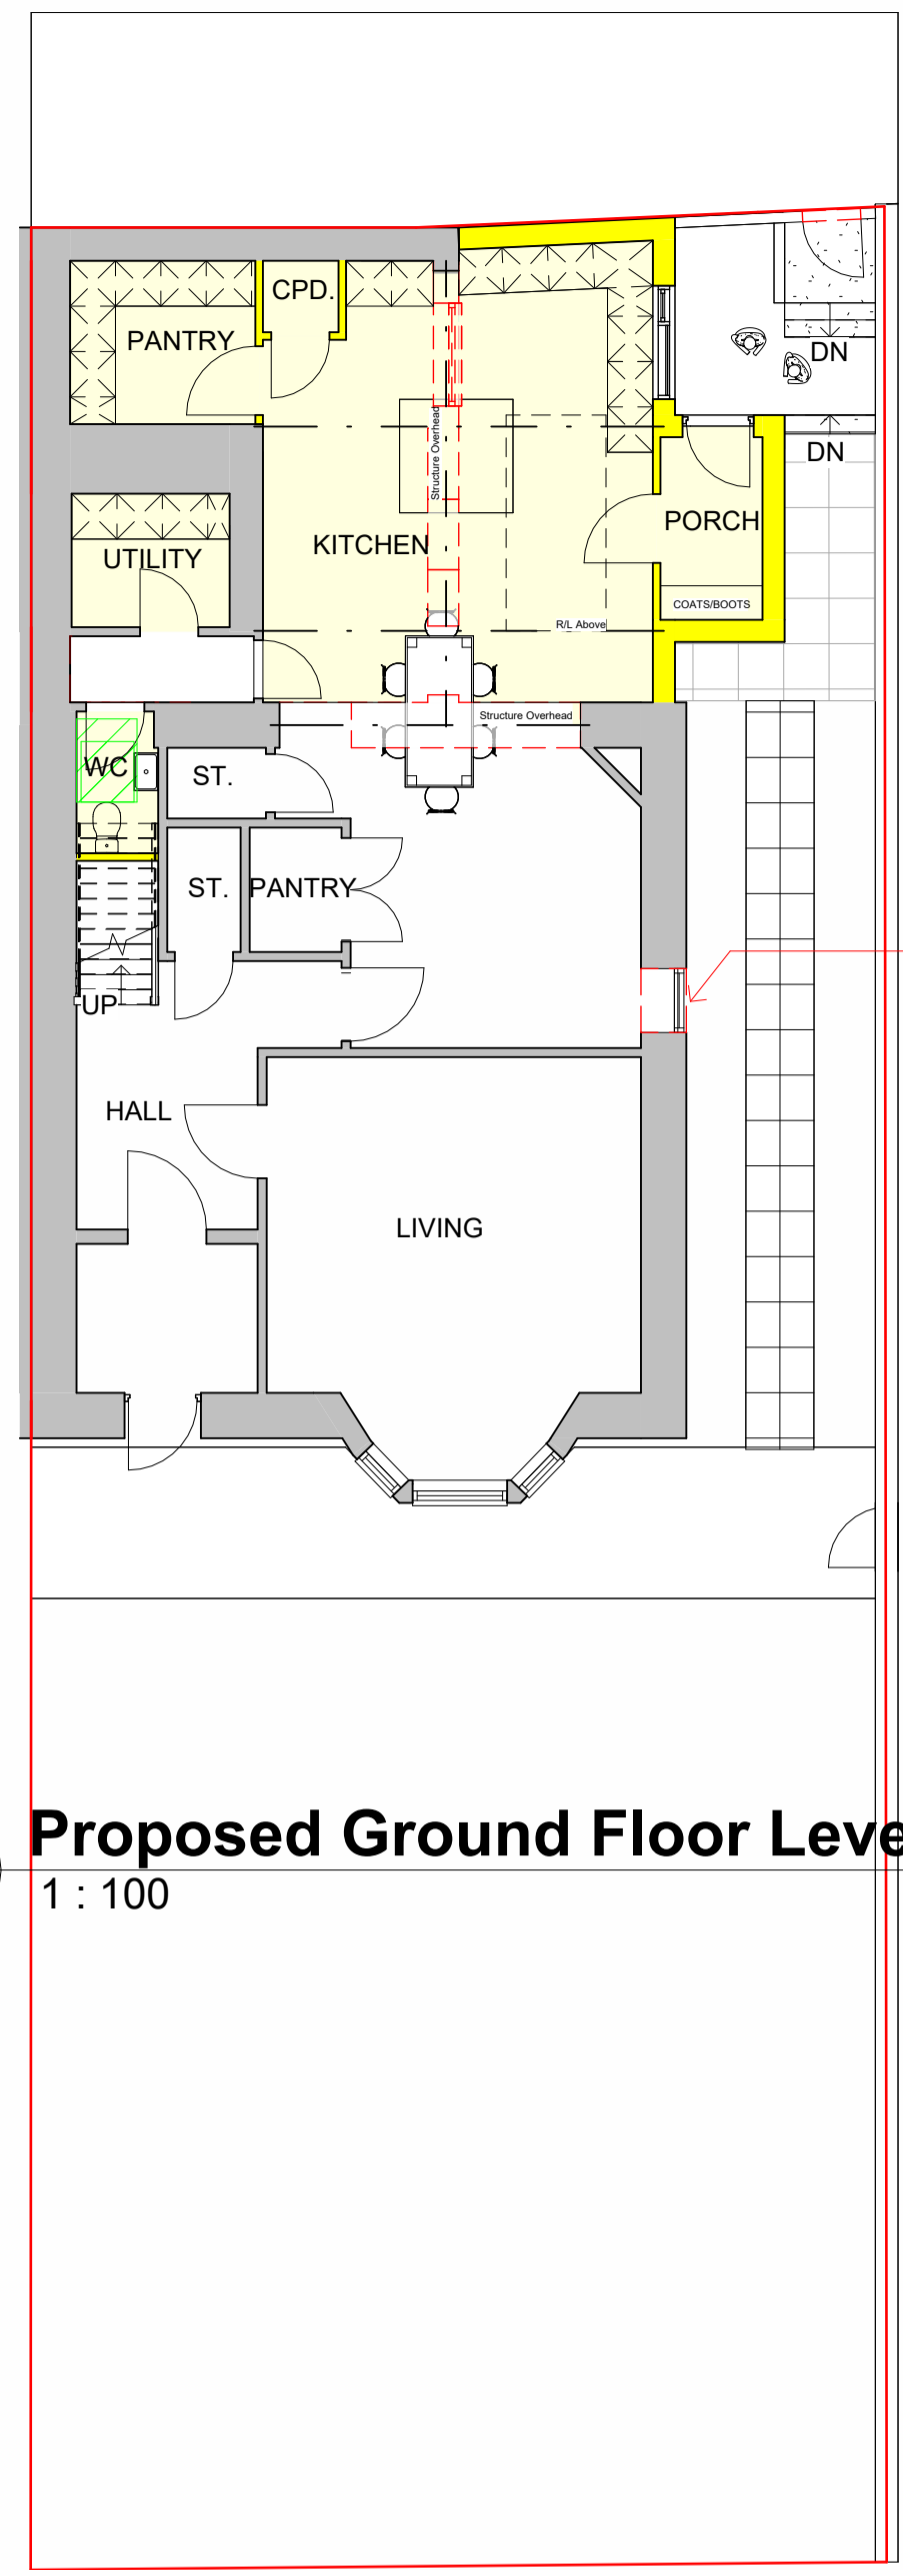 CPD.
PANTRY
DN
DN
Structure Overhead
PORCH
KITCHEN
UTILITY
COATS/BOOTS
R/L Above
Structure Overhead
WC
ST.
ST.
PANTRY
UP
HALL
LIVING
Proposed Ground Floor Leve
1 : 100